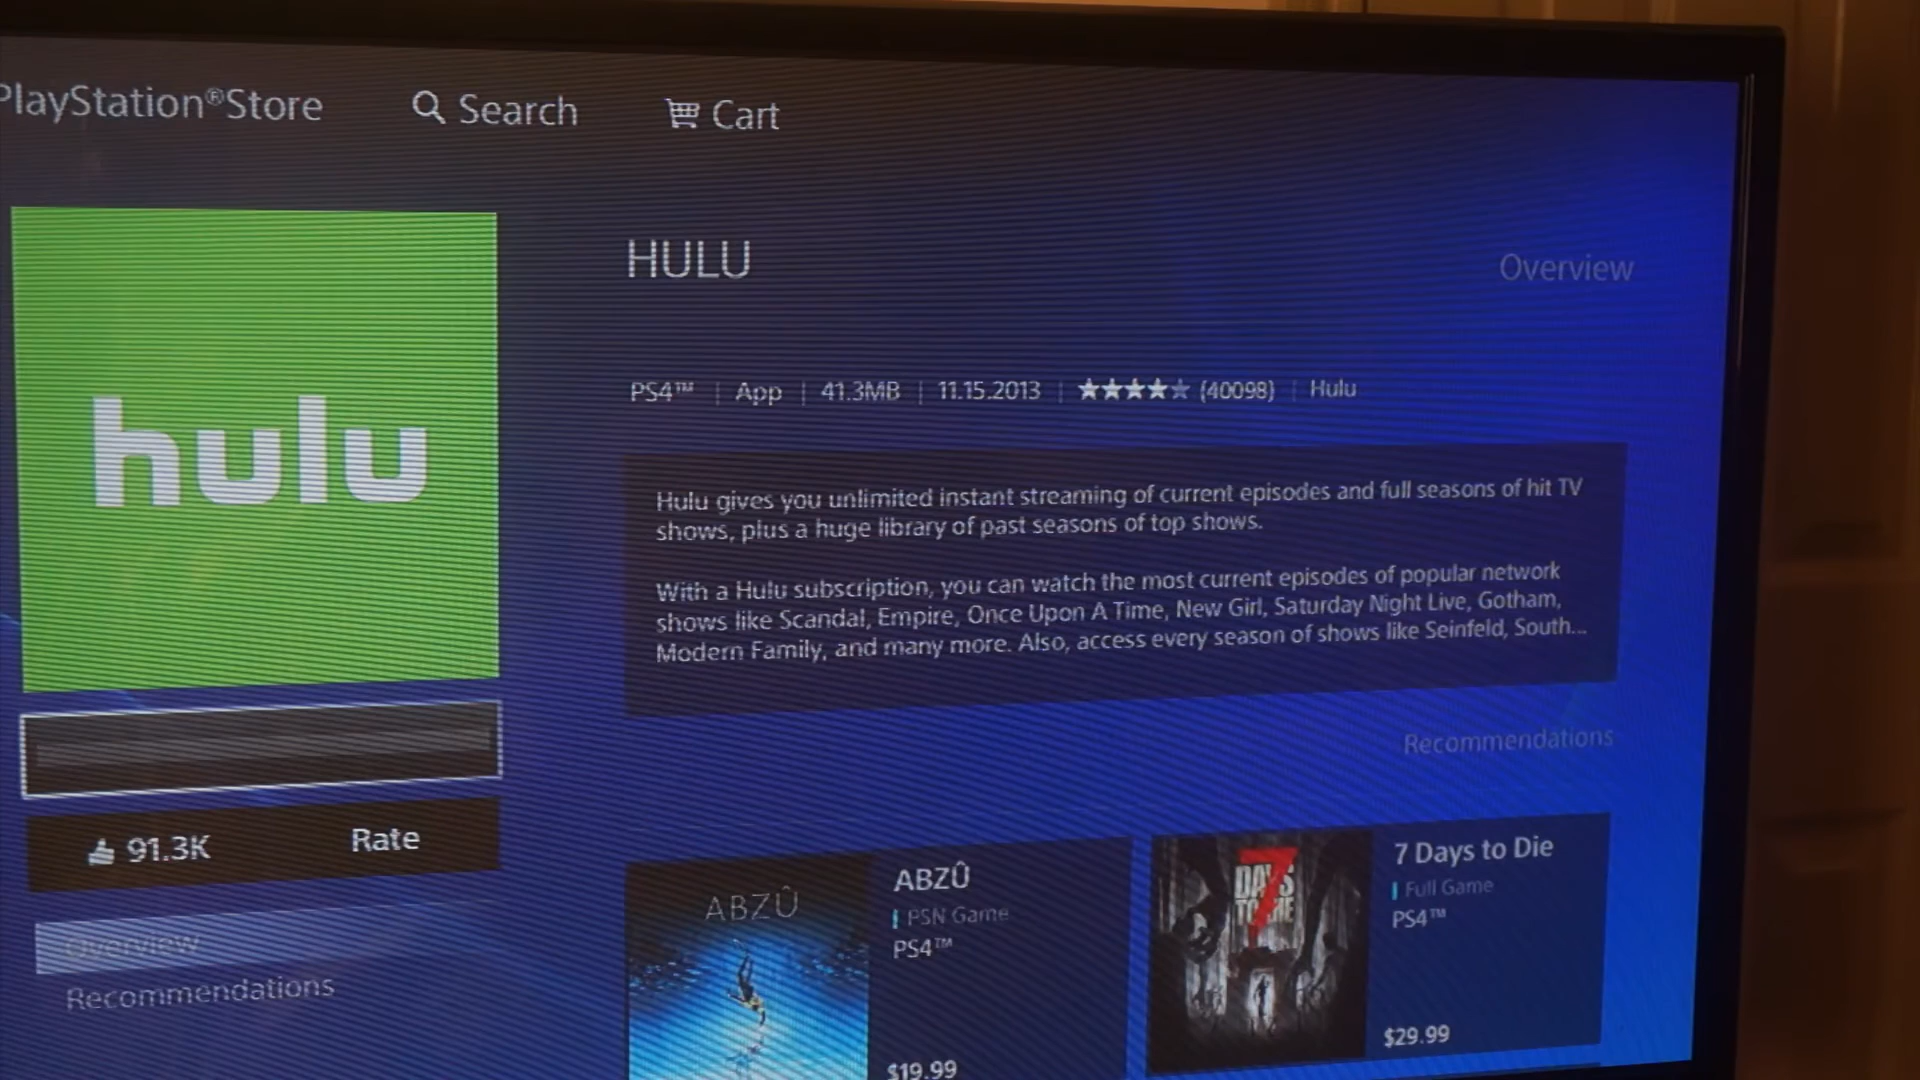 PlayStation®Store
Search
Cart
hulu
HULU
Overview
PS4™ | App | 41.3MB | 11.15.2013 | ★★★★★ (40098) | Hulu
Hulu gives you unlimited instant streaming of current episodes and full seasons of hit TV
shows, plus a huge library of past seasons of top shows.
With a Hulu subscription, you can watch the most current episodes of popular network
shows like Scandal, Empire, Once Upon A Time, New Girl, Saturday Night Live, Gotham,
Modern Family, and many more. Also, access every season of shows like Seinfeld, South...
91.3K
Rate
Overview
Recommendations
Recommendations
ABZÛ
ABZÛ
PSN Game
PS4™
$19.99
7 DAYS TO DIE
7 Days to Die
Full Game
PS4™
$29.99